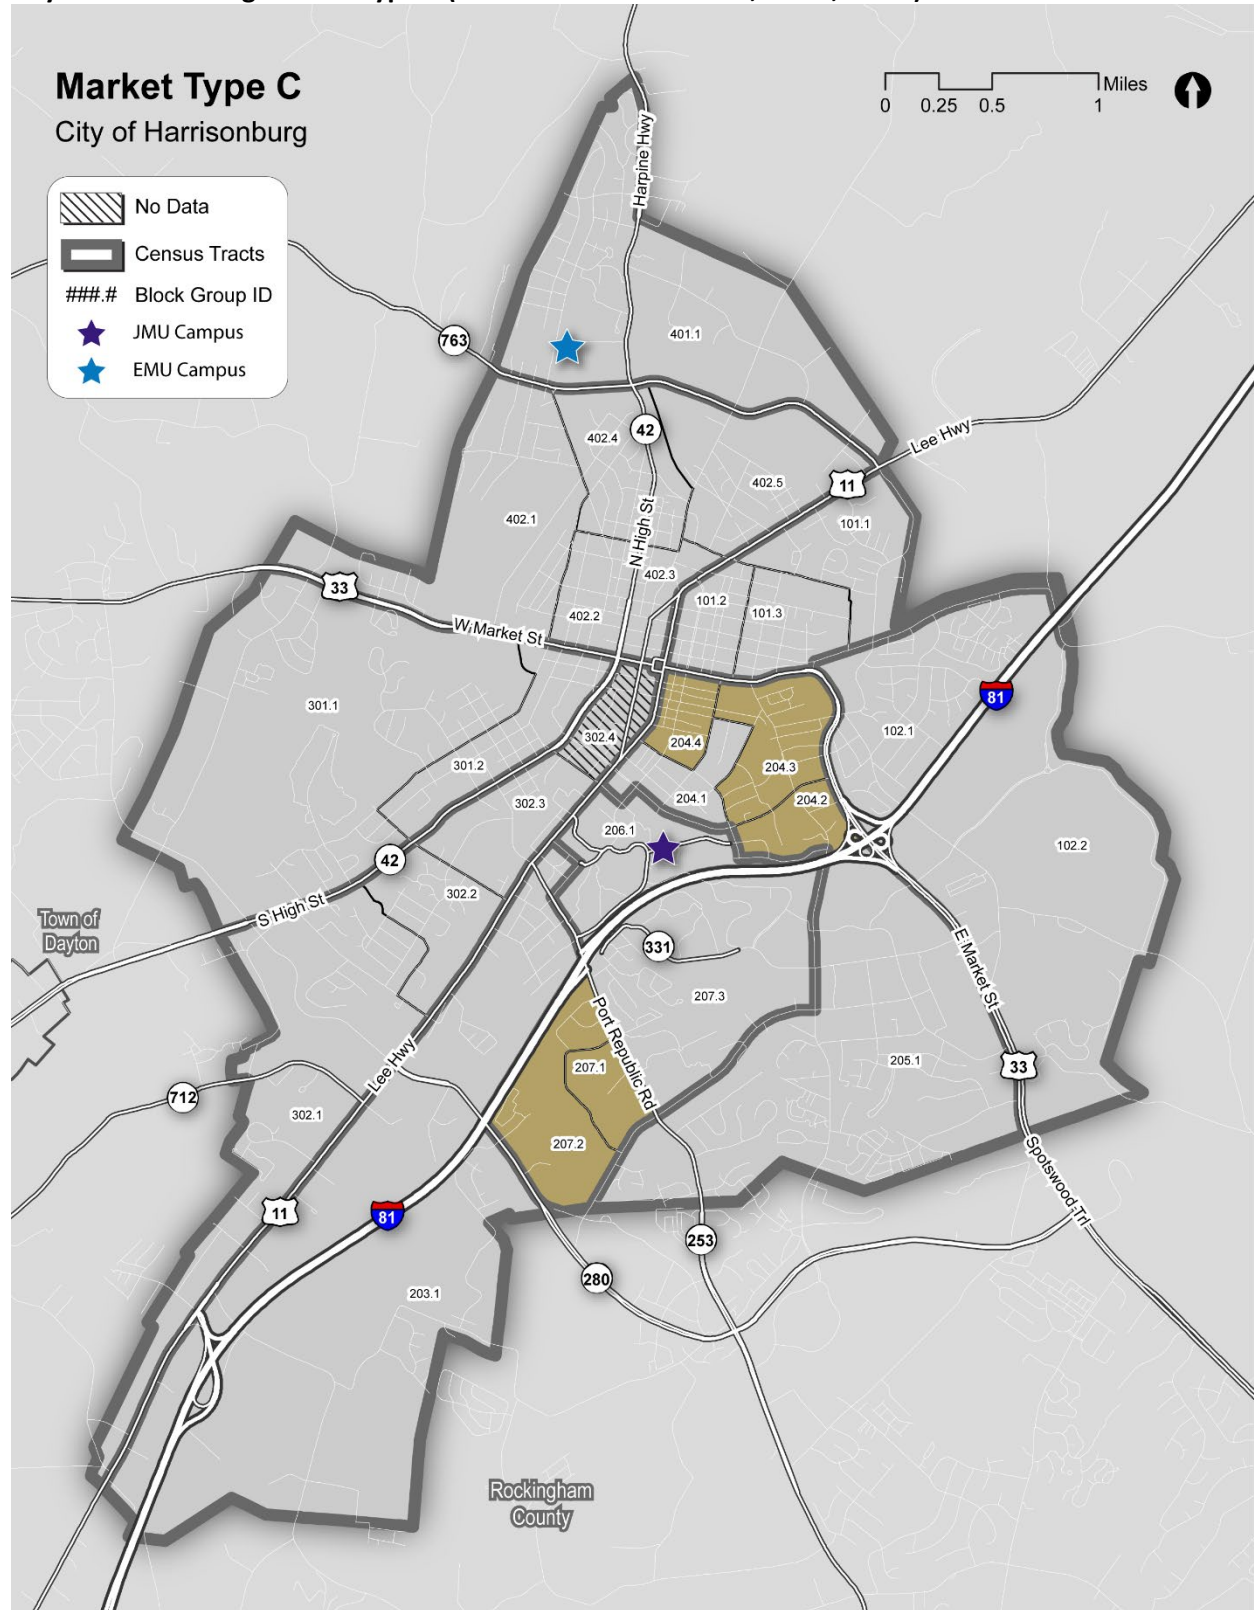 Market Type C
City of Harrisonburg
No Data
Census Tracts
###.# Block Group ID
JMU Campus
EMU Campus
Miles
0 0.25 0.5 1
Harpine Hwy
763
401.1
42
402.4
Lee Hwy
402.5
11
101.1
402.1
N High St
33
402.3
101.2
101.3
402.2
W Market St
81
301.1
302.4
204.4
102.1
301.2
204.3
302.3
204.1
204.2
206.1
102.2
42
302.2
S High St
Town of
Dayton
331
E Market St
207.3
Port Republic Rd
205.1
33
Lee Hwy
207.1
712
302.1
207.2
Spotswood Trl
11
81
253
280
203.1
Rockingham
County